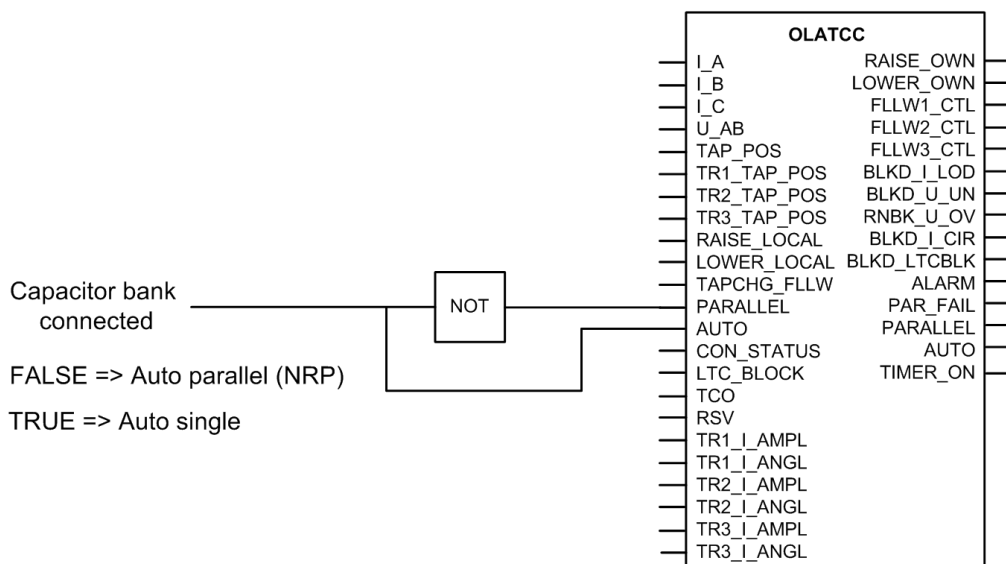 OLATCC
I_A
RAISE_OWN
I_B
LOWER_OWN
I_C
FLLW1_CTL
U_AB
FLLW2_CTL
TAP_POS
FLLW3_CTL
TR1_TAP_POS
BLKD_I_LOD
TR2_TAP_POS
BLKD_U_UN
TR3_TAP_POS
RNBK_U_OV
RAISE_LOCAL
BLKD_I_CIR
LOWER_LOCAL
BLKD_LTCBLK
TAPCHG_FLLW
ALARM
PARALLEL
PAR_FAIL
AUTO
PARALLEL
CON_STATUS
AUTO
LTC_BLOCK
TIMER_ON
TCO
RSV
TR1_I_AMPL
TR1_I_ANGL
TR2_I_AMPL
TR2_I_ANGL
TR3_I_AMPL
TR3_I_ANGL
Capacitor bank
connected
NOT
FALSE => Auto parallel (NRP)
TRUE => Auto single